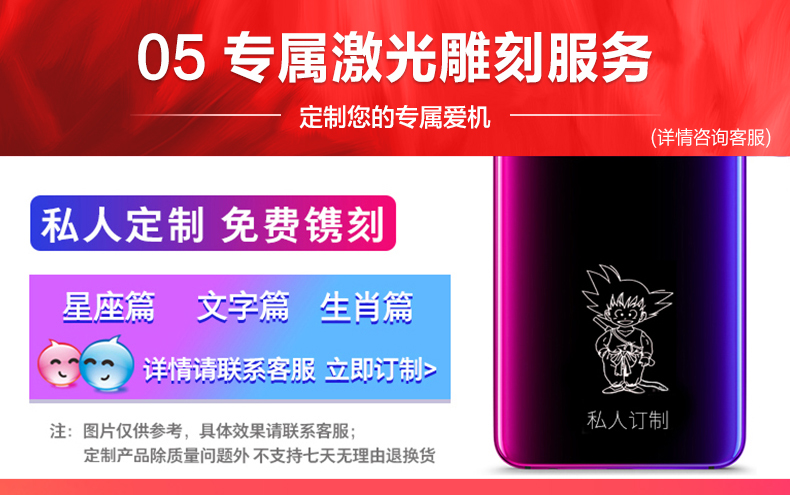 05 专属激光雕刻服务
定制您的专属爱机
(详情咨询客服)
私人定制 免费镌刻
星座篇 文字篇 生肖篇
详情请联系客服 立即订制>
注：图片仅供参考，具体效果请联系客服；
定制产品除质量问题外 不支持七天无理由退换货
私人订制